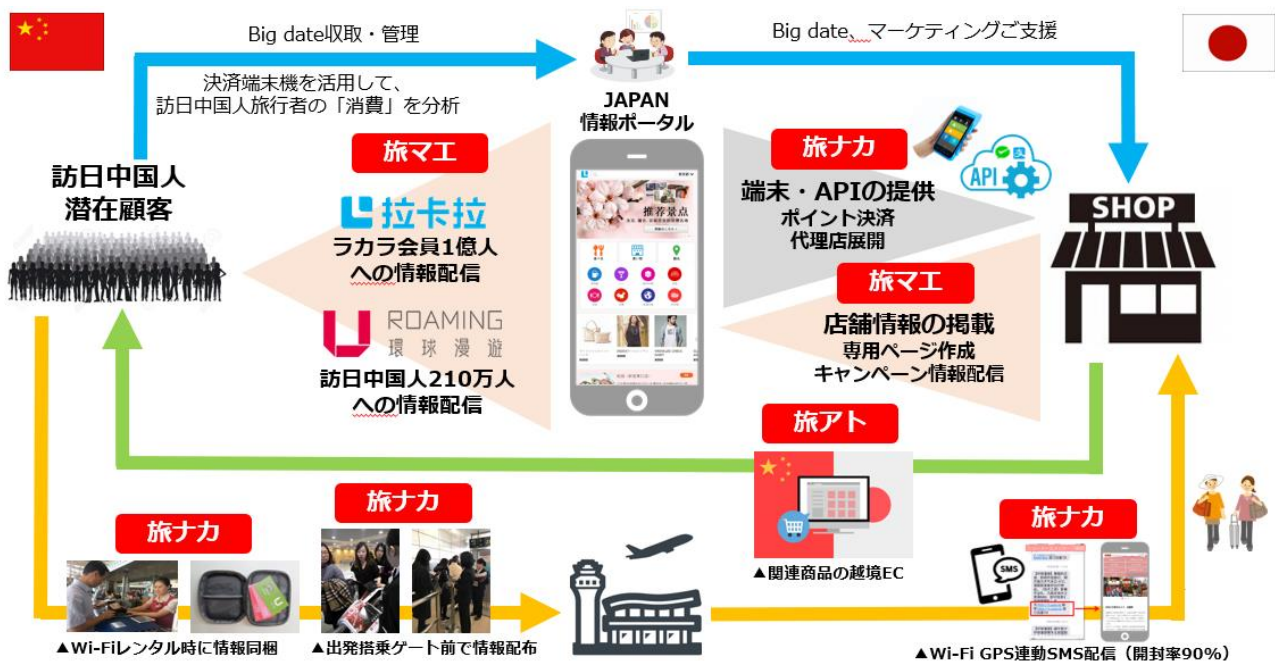 Big date収取・管理
決済端末機を活用して、
訪日中国人旅行者の「消費」を分析
Big date、マーケティングご支援
JAPAN
情報ポータル
訪日中国人
潜在顧客
旅マエ
拉卡拉
ラカラ会員1億人
への情報配信
ROAMING
環球漫遊
訪日中国人210万人
への情報配信
推荐景点
旅ナカ
API
端末・APIの提供
ポイント決済
代理店展開
旅マエ
店舗情報の掲載
専用ページ作成
キャンペーン情報配信
SHOP
旅アト
▲関連商品の越境EC
旅ナカ
▲Wi-Fiレンタル時に情報同梱
旅ナカ
▲出発搭乗ゲート前で情報配布
旅ナカ
SMS
▲Wi-Fi GPS連動SMS配信（開封率90%）